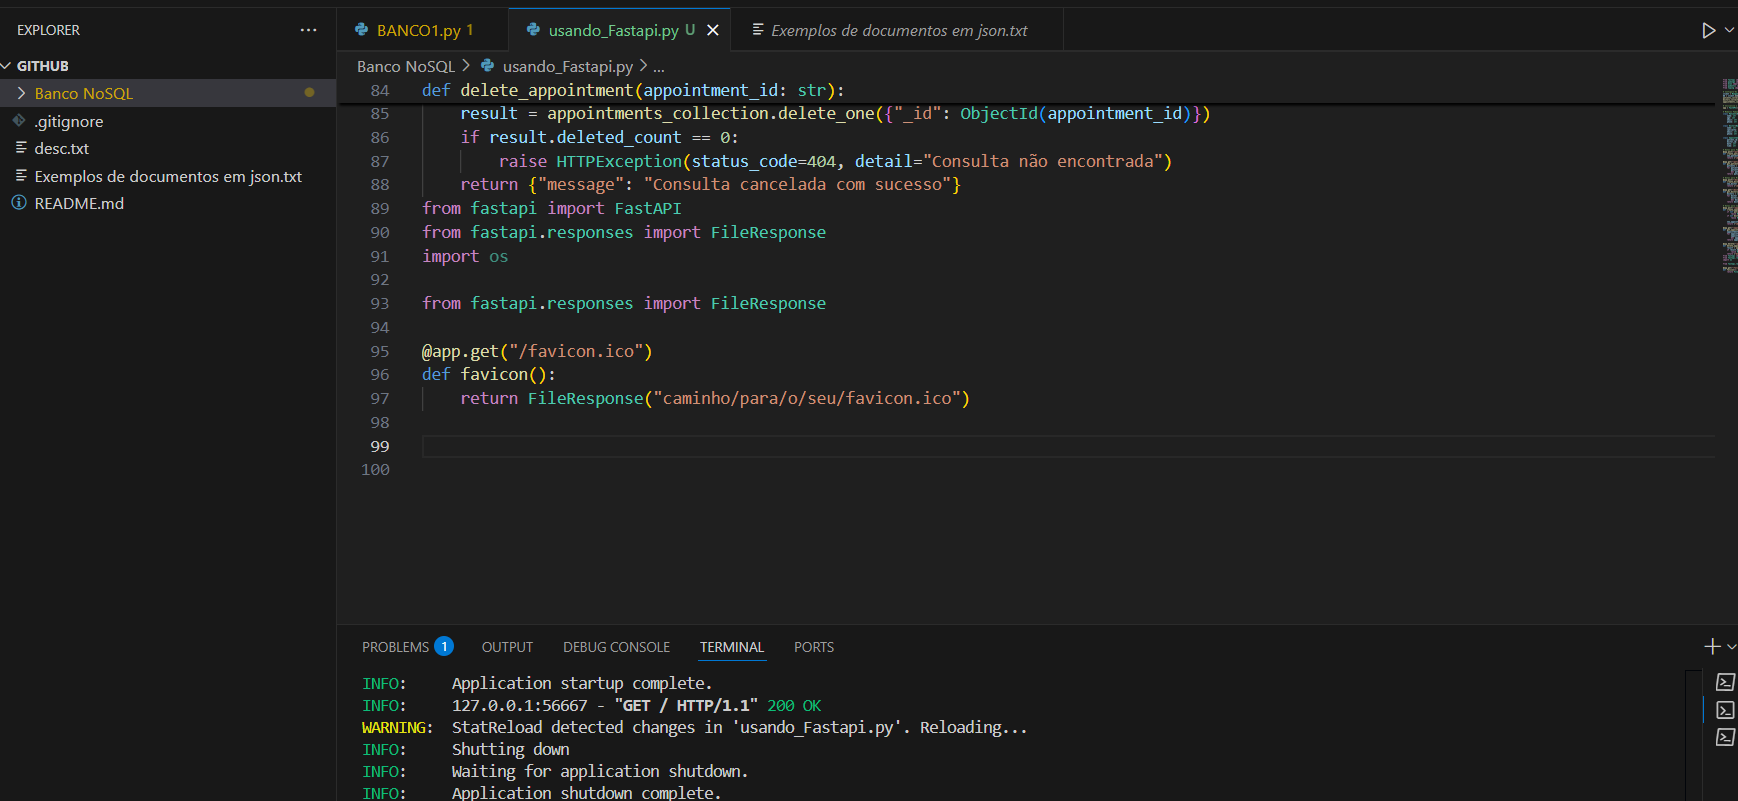 EXPLORER ···
GITHUB
Banco NoSQL
.gitignore
desc.txt
Exemplos de documentos em json.txt
README.md
BANCO1.py 1
usando_Fastapi.py U
Exemplos de documentos em json.txt
Banco NoSQL > usando_Fastapi.py > ...
84 def delete_appointment(appointment_id: str):
85 result = appointments_collection.delete_one({"_id": ObjectId(appointment_id)})
86 if result.deleted_count == 0:
87 raise HTTPException(status_code=404, detail="Consulta não encontrada")
88 return {"message": "Consulta cancelada com sucesso"}
89 from fastapi import FastAPI
90 from fastapi.responses import FileResponse
91 import os
92
93 from fastapi.responses import FileResponse
94
95 @app.get("/favicon.ico")
96 def favicon():
97 return FileResponse("caminho/para/o/seu/favicon.ico")
98
99
100
PROBLEMS 1 OUTPUT DEBUG CONSOLE TERMINAL PORTS
INFO: Application startup complete.
INFO: 127.0.0.1:56667 - "GET / HTTP/1.1" 200 OK
WARNING: StatReload detected changes in 'usando_Fastapi.py'. Reloading...
INFO: Shutting down
INFO: Waiting for application shutdown.
INFO: Application shutdown complete.